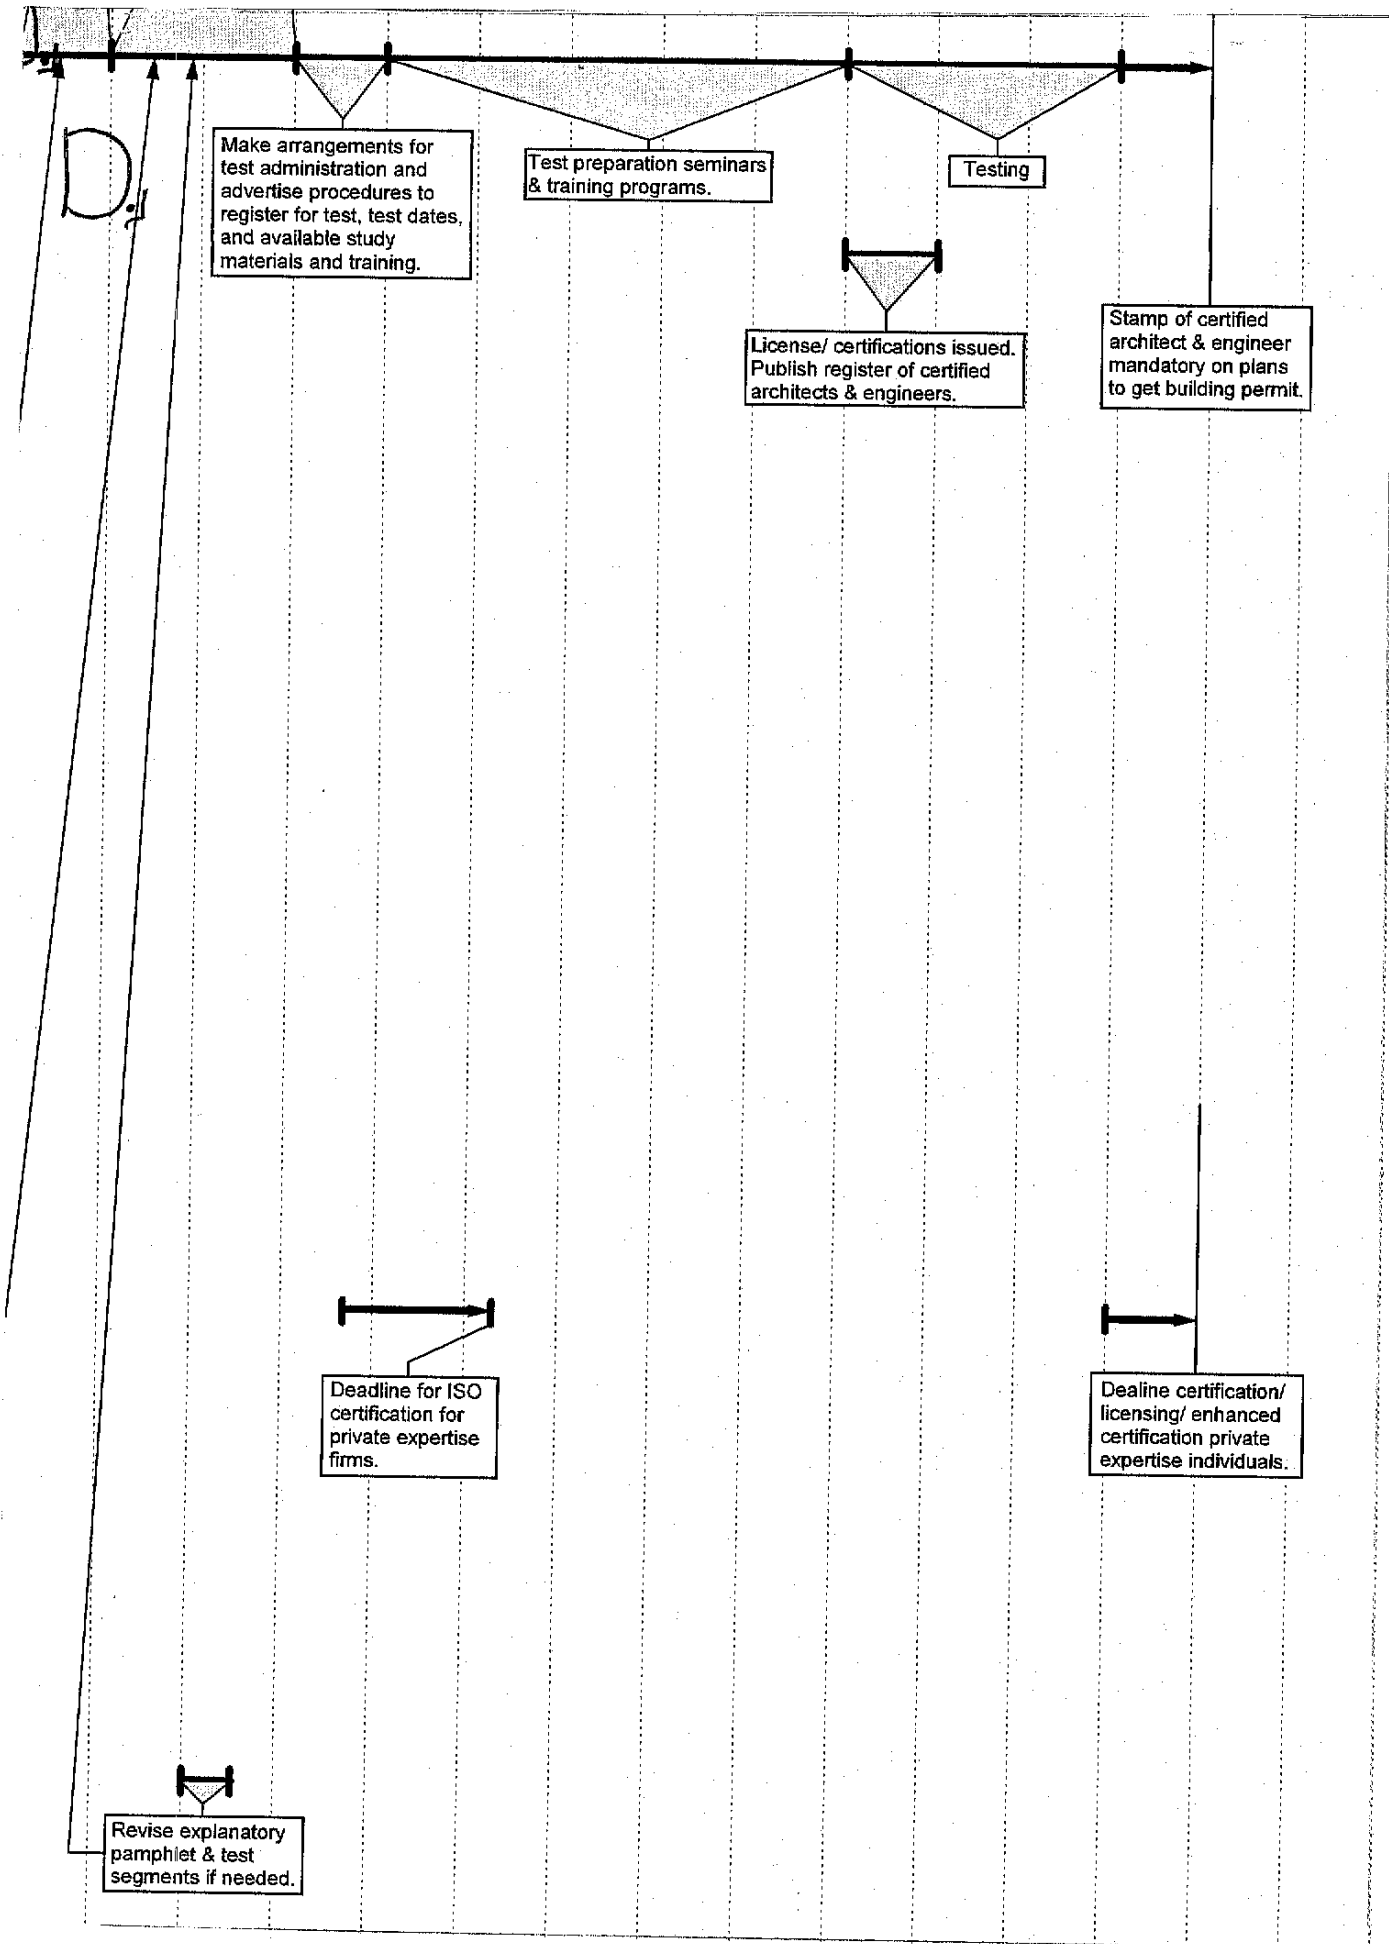 Make arrangements for
test administration and
advertise procedures to
register for test, test dates,
and available study
materials and training.
Test preparation seminars
& training programs.
Testing
License/ certifications issued.
Publish register of certified
architects & engineers.
Stamp of certified
architect & engineer
mandatory on plans
to get building permit.
Deadline for ISO
certification for
private expertise
firms.
Dealine certification/
licensing/ enhanced
certification private
expertise individuals.
Revise explanatory
pamphlet & test
segments if needed.